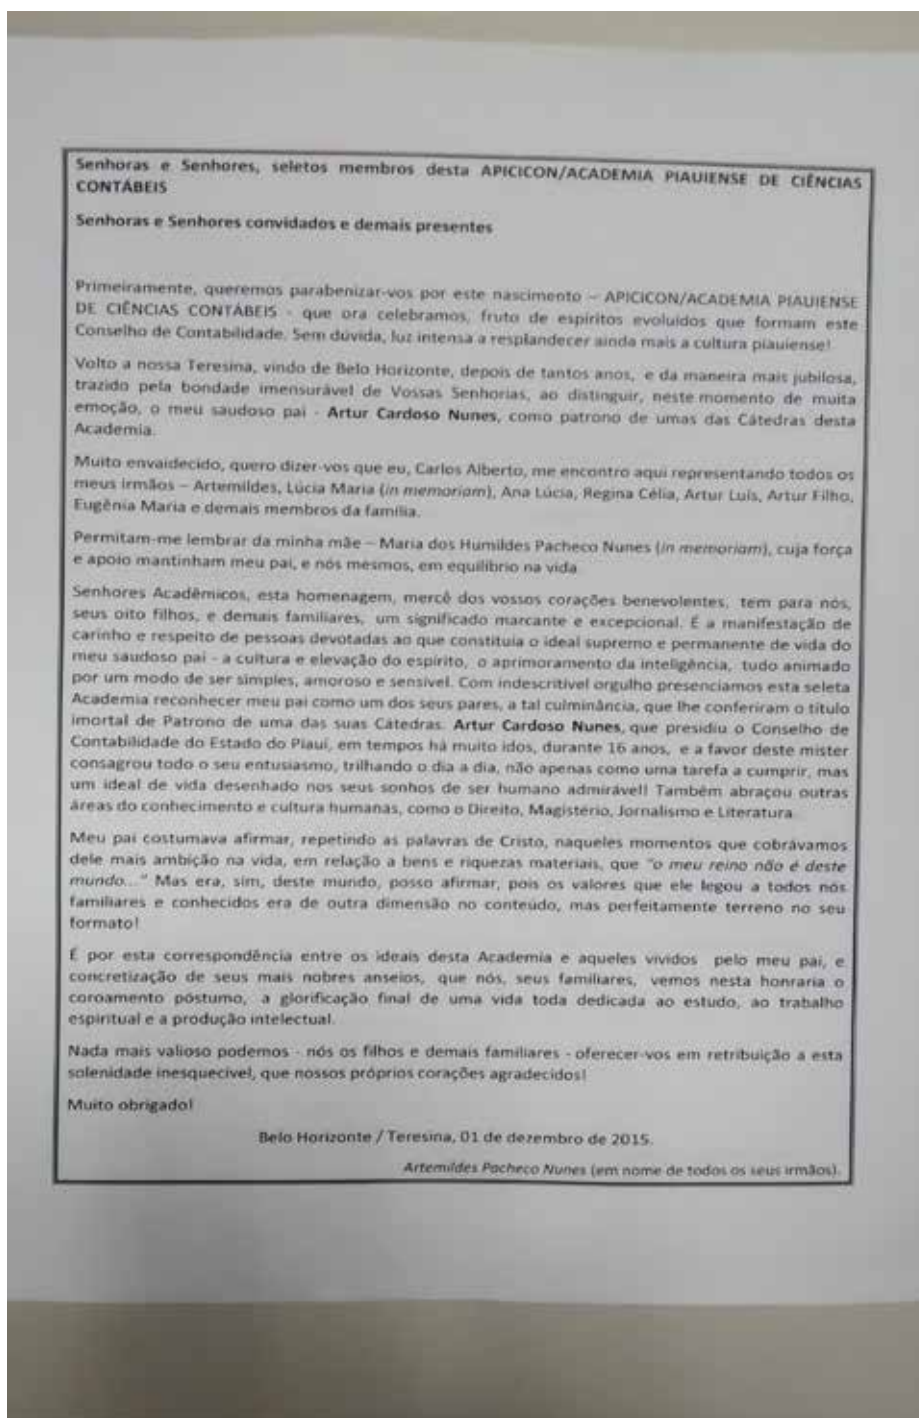 Senhoras e Senhores, seletos membros desta APICICON/ACADEMIA PIAUIENSE DE CIÊNCIAS
CONTÁBEIS
Senhoras e Senhores convidados e demais presentes
Primeiramente, queremos parabenizar-vos por este nascimento – APICICON/ACADEMIA PIAUIENSE
DE CIÊNCIAS CONTÁBEIS - que ora celebramos, fruto de espíritos evoluídos que formam este
Conselho de Contabilidade. Sem dúvida, luz intensa a resplandecer ainda mais a cultura piauiense!
Volto a nossa Teresina, vindo de Belo Horizonte, depois de tantos anos, e da maneira mais jubilosa,
trazido pela bondade imensurável de Vossas Senhorias, ao distinguir, neste momento de muita
emoção, o meu saudoso pai - Artur Cardoso Nunes, como patrono de umas das Cátedras desta
Academia.
Muito envaidecido, quero dizer-vos que eu, Carlos Alberto, me encontro aqui representando todos os
meus irmãos – Artemildes, Lúcia Maria (in memoriam), Ana Lúcia, Regina Célia, Artur Luís, Artur Filho,
Eugênia Maria e demais membros da família.
Permitam-me lembrar da minha mãe – Maria dos Humildes Pacheco Nunes (in memoriam), cuja força
e apoio mantinham meu pai, e nós mesmos, em equilíbrio na vida.
Senhores Acadêmicos, esta homenagem, mercê dos vossos corações benevolentes, tem para nós,
seus oito filhos, e demais familiares, um significado marcante e excepcional. É a manifestação de
carinho e respeito de pessoas devotadas ao que constituía o ideal supremo e permanente de vida do
meu saudoso pai - a cultura e elevação do espírito, o aprimoramento da inteligência, tudo animado
por um modo de ser simples, amoroso e sensível. Com indescritível orgulho presenciamos esta seleta
Academia reconhecer meu pai como um dos seus pares, a tal culminância, que lhe conferiram o título
imortal de Patrono de uma das suas Cátedras. Artur Cardoso Nunes, que presidiu o Conselho de
Contabilidade do Estado do Piauí, em tempos há muito idos, durante 16 anos, e a favor deste mister
consagrou todo o seu entusiasmo, trilhando o dia a dia, não apenas como uma tarefa a cumprir, mas
um ideal de vida desenhado nos seus sonhos de ser humano admirável! Também abraçou outras
áreas do conhecimento e cultura humanas, como o Direito, Magistério, Jornalismo e Literatura.
Meu pai costumava afirmar, repetindo as palavras de Cristo, naqueles momentos que cobrávamos
dele mais ambição na vida, em relação a bens e riquezas materiais, que "o meu reino não é deste
mundo..." Mas era, sim, deste mundo, posso afirmar, pois os valores que ele legou a todos nós
familiares e conhecidos era de outra dimensão no conteúdo, mas perfeitamente terreno no seu
formato!
É por esta correspondência entre os ideais desta Academia e aqueles vividos pelo meu pai, e
concretização de seus mais nobres anseios, que nós, seus familiares, vemos nesta honraria o
coroamento póstumo, a glorificação final de uma vida toda dedicada ao estudo, ao trabalho
espiritual e a produção intelectual.
Nada mais valioso podemos - nós os filhos e demais familiares - oferecer-vos em retribuição a esta
solenidade inesquecível, que nossos próprios corações agradecidos!
Muito obrigado!
Belo Horizonte / Teresina, 01 de dezembro de 2015.
Artemildes Pacheco Nunes (em nome de todos os seus irmãos).